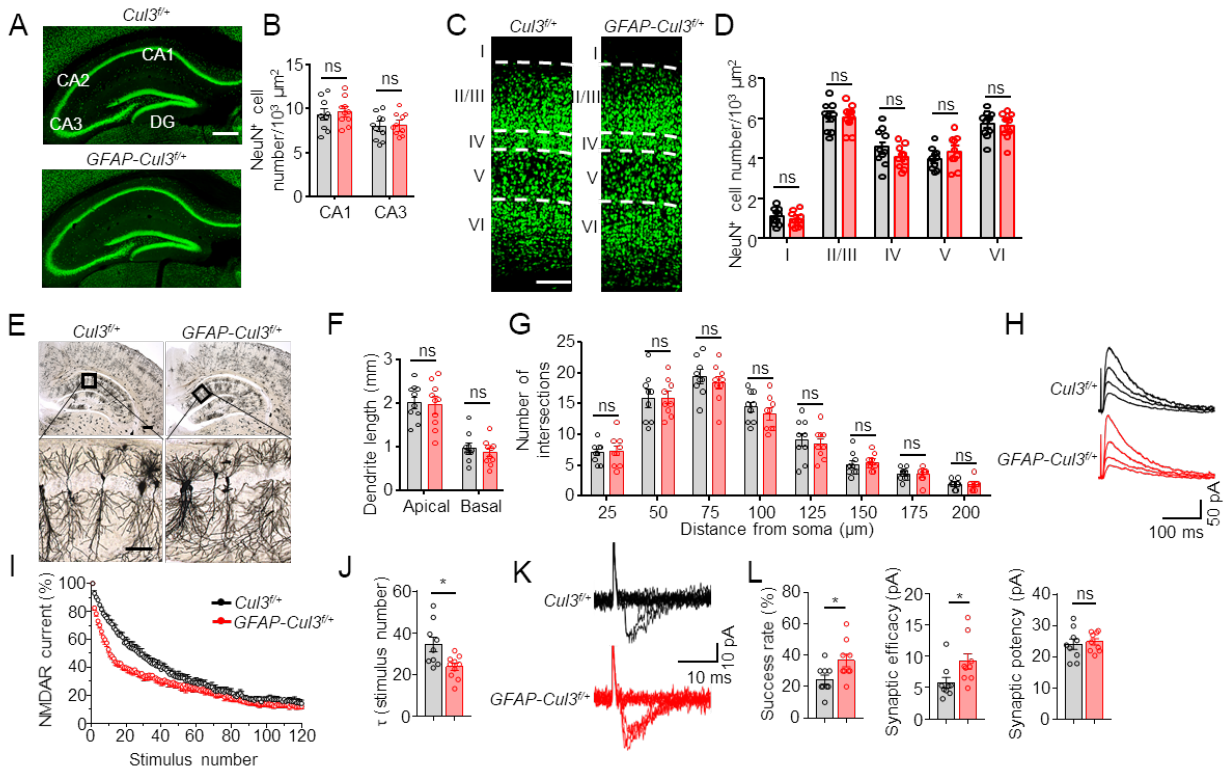 A
Cul3f/+
CA1
CA2
CA3
DG
GFAP-Cul3f/+
B
NeuN+ cell
number/10³ µm²
15
10
5
0
ns
ns
CA1
CA3
C
Cul3f/+
GFAP-Cul3f/+
I
I
II/III
II/III
IV
IV
V
V
VI
VI
D
NeuN+ cell number/10³ µm²
8
6
4
2
0
ns
ns
ns
ns
ns
I
II/III
IV
V
VI
E
Cul3f/+
GFAP-Cul3f/+
F
Dendrite length (mm)
3
2
1
0
ns
ns
Apical
Basal
G
Number of
intersections
25
20
15
10
5
0
ns
ns
ns
ns
ns
ns
ns
ns
25
50
75
100
125
150
175
200
Distance from soma (µm)
H
Cul3f/+
GFAP-Cul3f/+
100 ms
50 pA
I
NMDAR current (%)
100
80
60
40
20
0
Cul3f/+
GFAP-Cul3f/+
0
20
40
60
80
100
120
Stimulus number
J
τ (stimulus number)
60
40
20
0
*
K
Cul3f/+
GFAP-Cul3f/+
10 ms
10 pA
L
Success rate (%)
80
60
40
20
0
*
Synaptic efficacy (pA)
20
15
10
5
0
*
Synaptic potency (pA)
40
30
20
10
0
ns